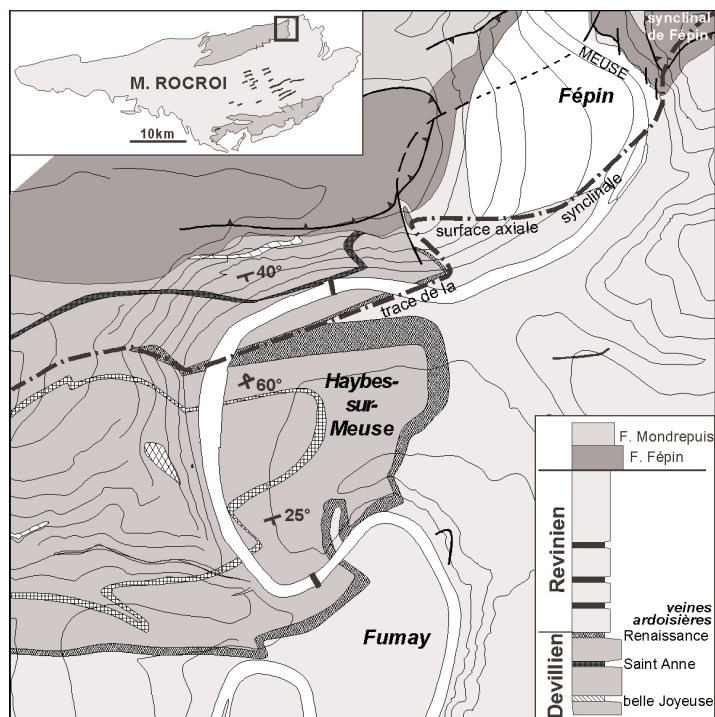 synclinal
de Fépin
M. ROCROI
10km
MEUSE
Fépin
synclinale
surface axiale
40°
trace de la
60°
Haybes-
sur-
Meuse
25°
Fumay
F. Mondrepuis
F. Fépin
Revinien
veines
ardoisières
Renaissance
Devillien
Saint Anne
belle Joyeuse